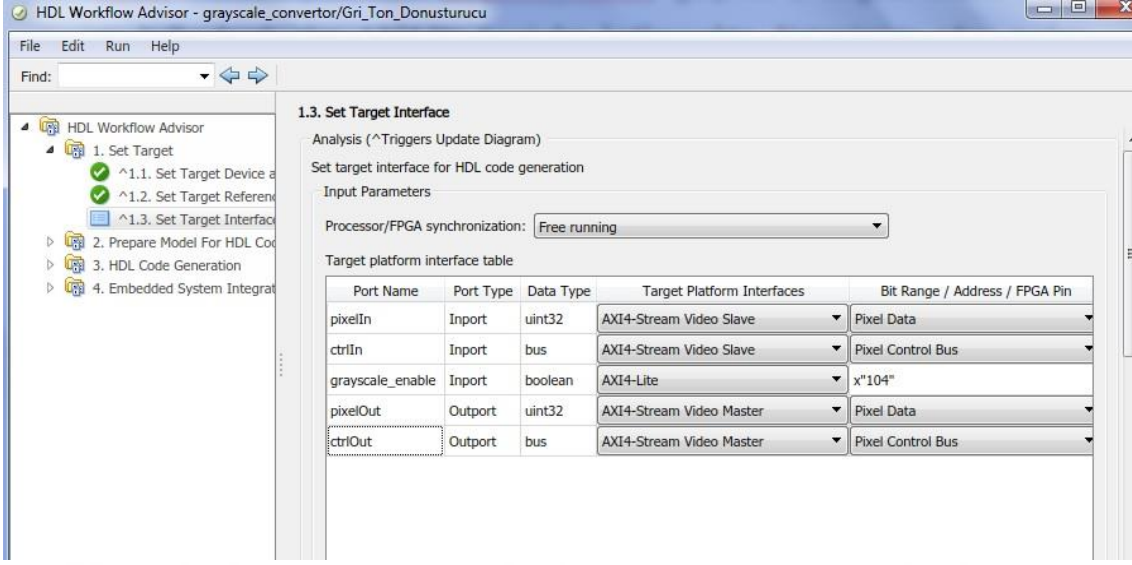 HDL Workflow Advisor - grayscale_convertor/Gri_Ton_Donusturucu
File Edit Run Help
Find:
HDL Workflow Advisor
1. Set Target
^1.1. Set Target Device a
^1.2. Set Target Referen
^1.3. Set Target Interfac
2. Prepare Model For HDL Co
3. HDL Code Generation
4. Embedded System Integrat
1.3. Set Target Interface
Analysis (^Triggers Update Diagram)
Set target interface for HDL code generation
Input Parameters
Processor/FPGA synchronization: Free running
Target platform interface table
Port Name Port Type Data Type Target Platform Interfaces Bit Range / Address / FPGA Pin
pixelIn Inport uint32 AXI4-Stream Video Slave Pixel Data
ctrlIn Inport bus AXI4-Stream Video Slave Pixel Control Bus
grayscale_enable Inport boolean AXI4-Lite x"104"
pixelOut Outport uint32 AXI4-Stream Video Master Pixel Data
ctrlOut Outport bus AXI4-Stream Video Master Pixel Control Bus